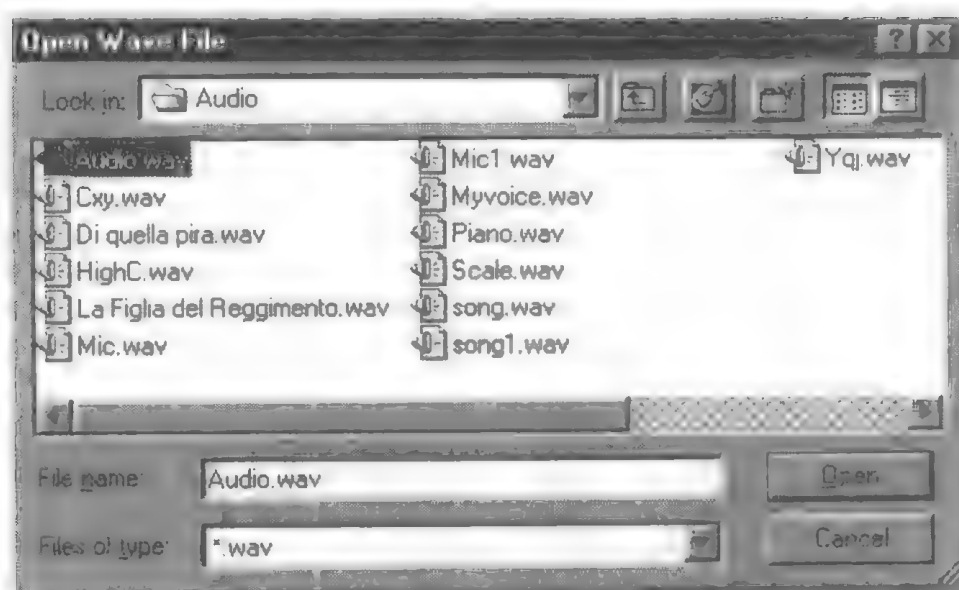 Open Wave File
Look in: Audio
Audio.wav
Cxy.wav
Di quella pira.wav
HighC.wav
La Figlia del Reggimento.wav
Mic.wav
Mic1.wav
Myvoice.wav
Piano.wav
Scale.wav
song.wav
song1.wav
Yqj.wav
File name: Audio.wav
Open
Files of type: *.wav
Cancel